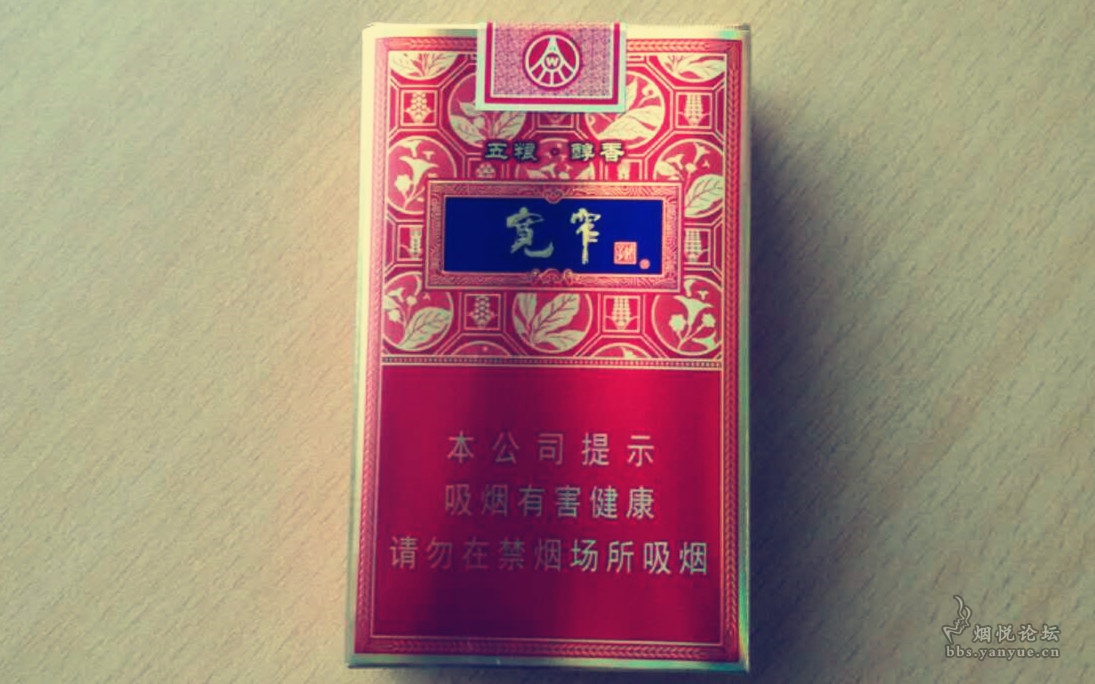 W
五粮·醇香
宽窄
®
本公司提示
吸烟有害健康
请勿在禁烟场所吸烟
烟悦论坛
bbs.yanyue.cn